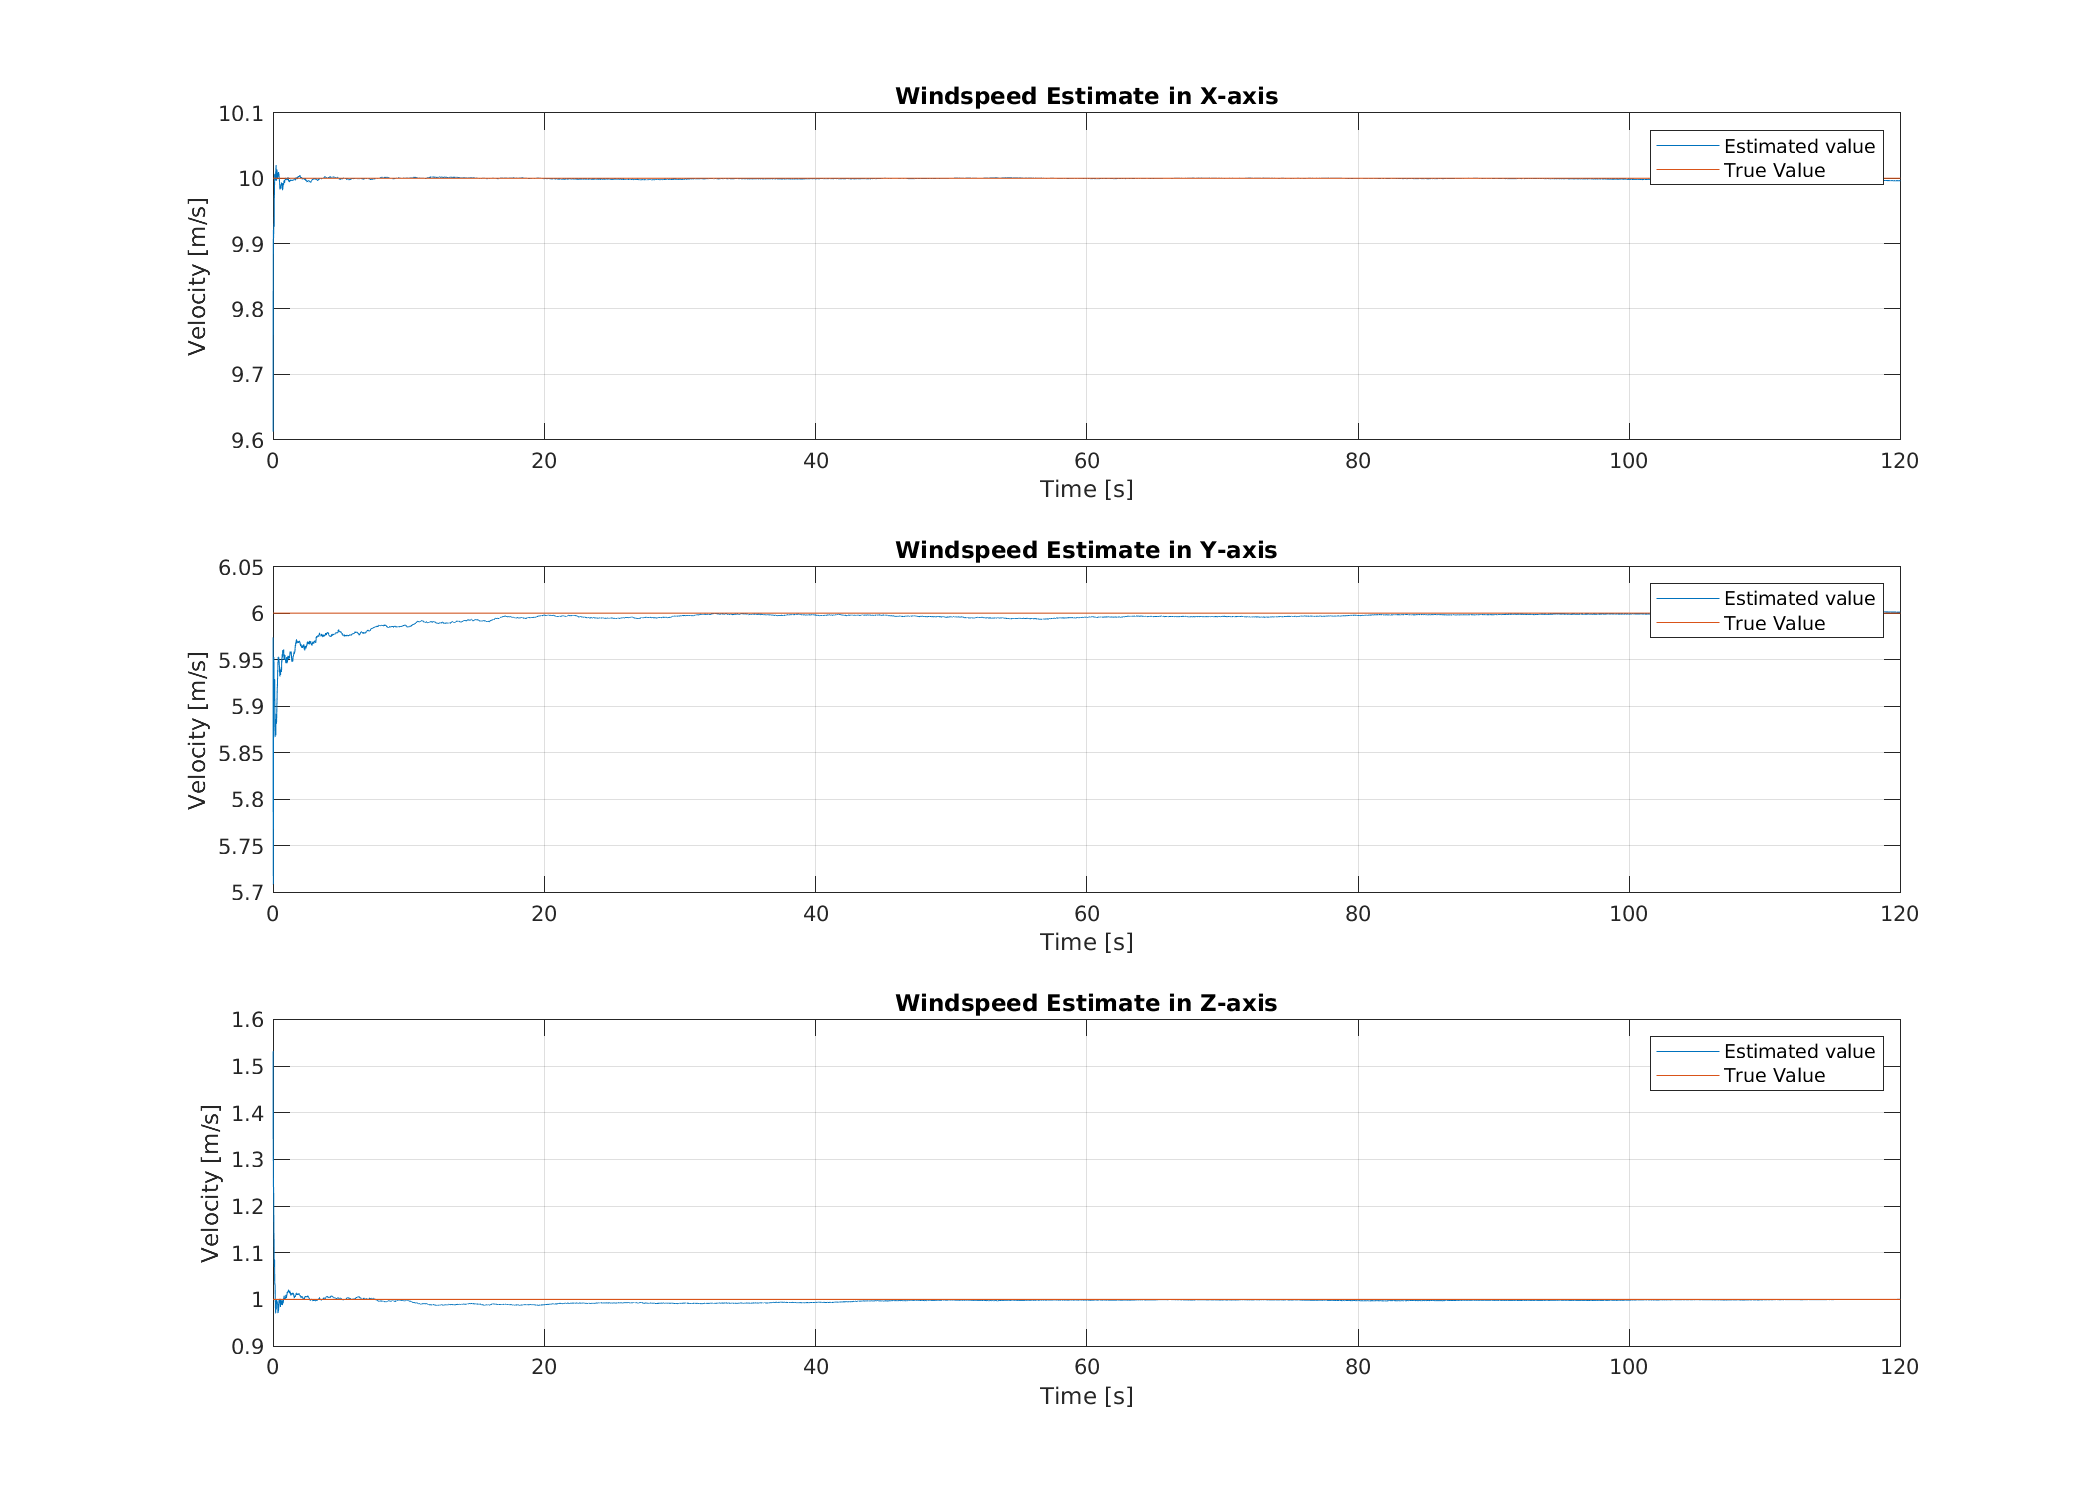 Windspeed Estimate in X-axis
10.1
10
9.9
9.8
9.7
9.6
Velocity [m/s]
Estimated value
True Value
0 20 40 60 80 100 120
Time [s]
Windspeed Estimate in Y-axis
6.05
6
5.95
5.9
5.85
5.8
5.75
5.7
Velocity [m/s]
Estimated value
True Value
0 20 40 60 80 100 120
Time [s]
Windspeed Estimate in Z-axis
1.6
1.5
1.4
1.3
1.2
1.1
1
0.9
Velocity [m/s]
Estimated value
True Value
0 20 40 60 80 100 120
Time [s]